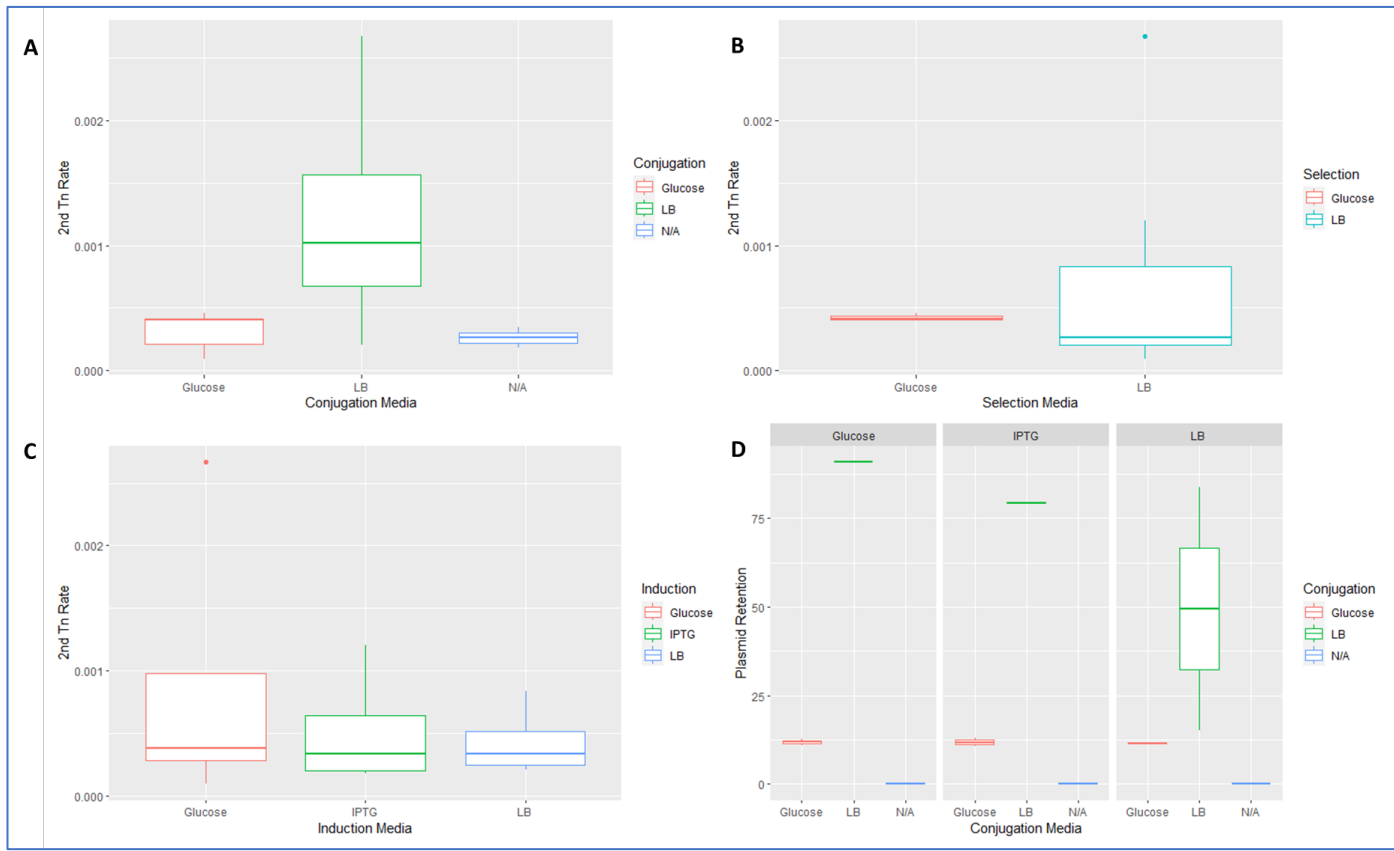 A
2nd Tn Rate
0.002
0.001
0.000
Glucose LB N/A
Conjugation Media
Conjugation
Glucose
LB
N/A
B
2nd Tn Rate
0.002
0.001
0.000
Glucose LB
Selection Media
Selection
Glucose
LB
C
2nd Tn Rate
0.002
0.001
0.000
Glucose IPTG LB
Induction Media
Induction
Glucose
IPTG
LB
D
Glucose IPTG LB
Plasmid Retention
75
50
25
0
Glucose LB N/A Glucose LB N/A Glucose LB N/A
Conjugation Media
Conjugation
Glucose
LB
N/A